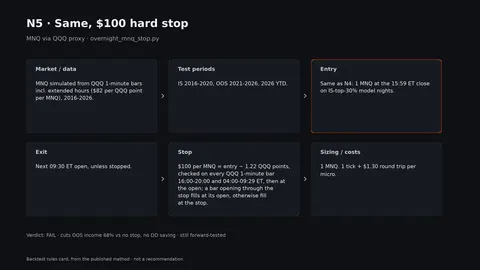 N5 · Same, $100 hard stop
MNQ via QQQ proxy · overnight_mnq_stop.py
Market / data
MNQ simulated from QQQ 1-minute bars
incl. extended hours ($82 per QQQ point
per MNQ). 2016-2026.
›
Test periods
IS 2016-2020, OOS 2021-2026, 2026 YTD.
›
Entry
Same as N4: 1 MNQ at the 15:59 ET close
on IS-top-30% model nights.
Exit
Next 09:30 ET open, unless stopped.
›
Stop
$100 per MNQ = entry − 1.22 QQQ points,
checked on every QQQ 1-minute bar
16:00-20:00 and 04:00-09:29 ET, then at
the open; a bar opening through the
stop fills at its open, otherwise fill
at the stop.
›
Sizing / costs
1 MNQ. 1 tick + $1.30 round trip per
micro.
Verdict: FAIL · cuts OOS income 68% vs no stop, no DD saving · still forward-tested
Backtest rules card, from the published method · not a recommendation